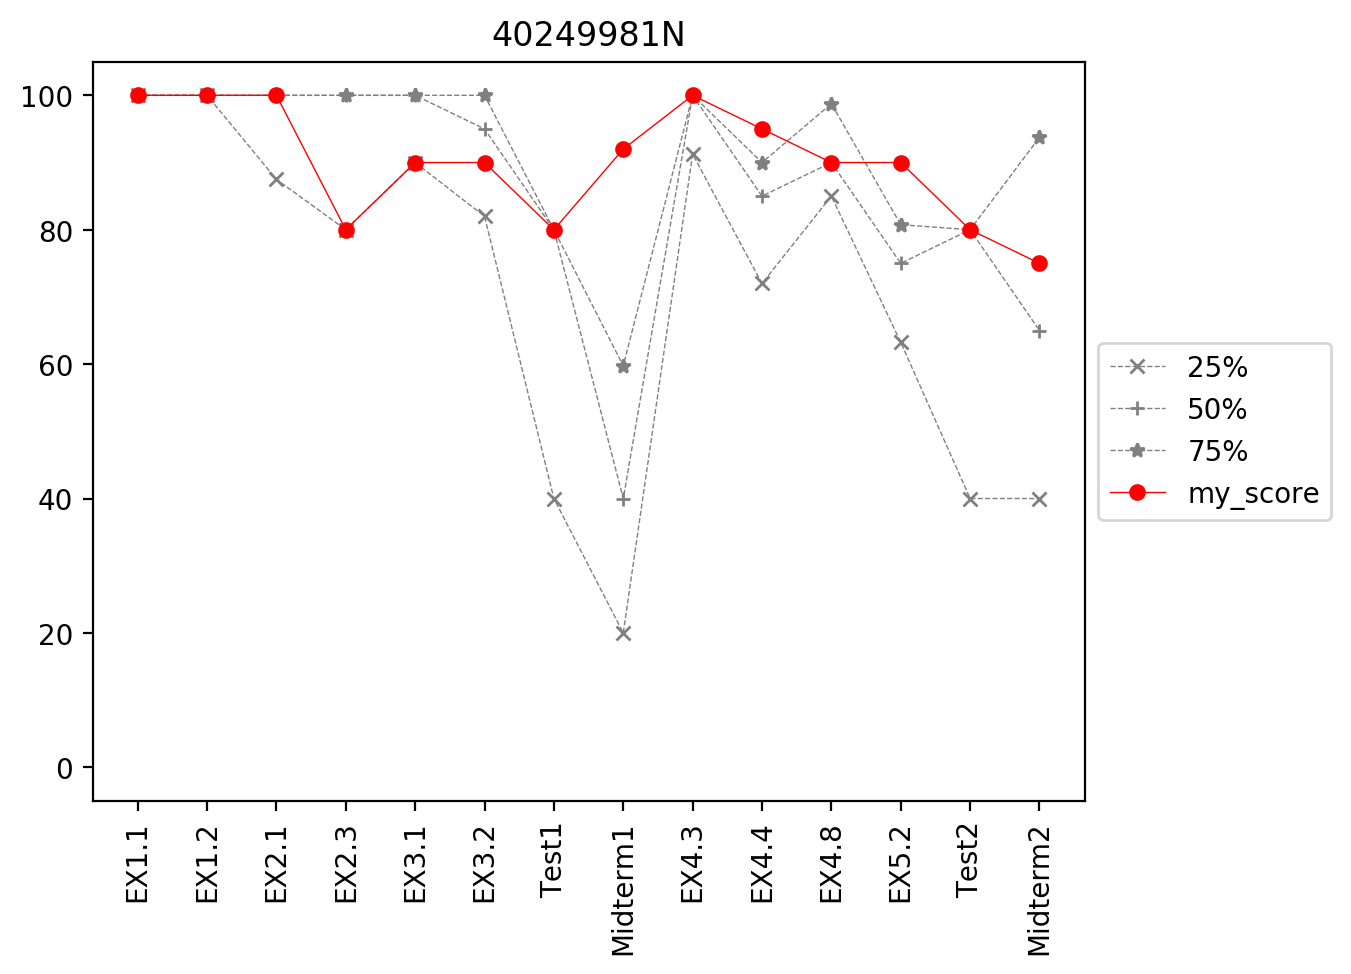 40249981N
100
80
60
40
20
0
EX1.1
EX1.2
EX2.1
EX2.3
EX3.1
EX3.2
Test1
Midterm1
EX4.3
EX4.4
EX4.8
EX5.2
Test2
Midterm2
25%
50%
75%
my_score